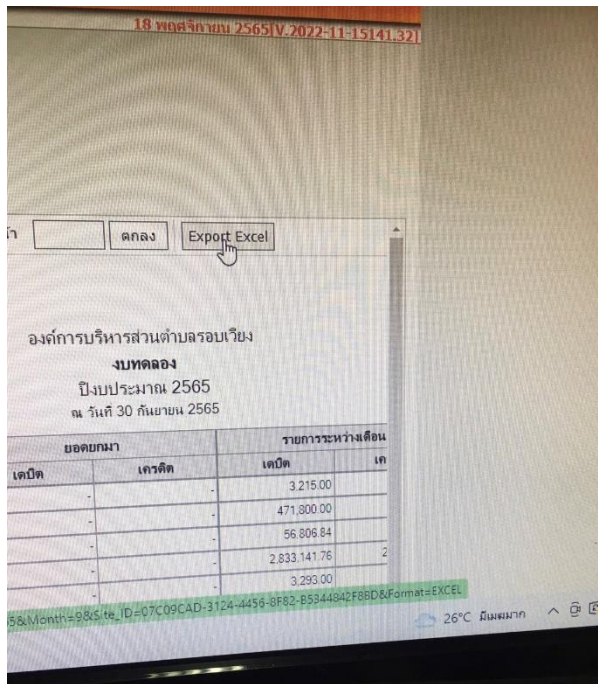 18 พฤศจิกายน 2565[V.2022-11-15141.32]
ตกลง Export Excel
องค์การบริหารส่วนตำบลรอบเวียง
งบทดลอง
ปีงบประมาณ 2565
ณ วันที่ 30 กันยายน 2565
ยอดยกมา รายการระหว่างเดือน
เดบิต เครดิต เดบิต เค
- - 3,215.00
- - 471,800.00
- - 56,806.84
- - 2,833,141.76 2
- - 3,293.00
5&Month=9&Site_ID=07C09CAD-3124-4456-8F82-B5344842F8BD&Format=EXCEL
26°C มีเมฆมาก